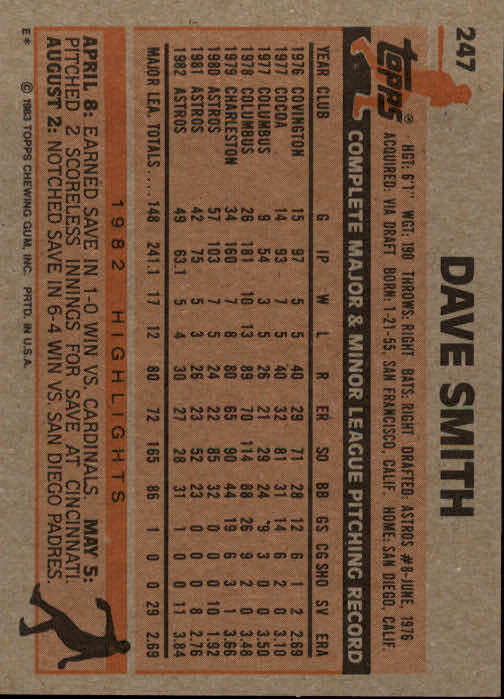 247
DAVE SMITH
topps®
HGT: 6'1" WGT: 190 THROWS: RIGHT BATS: RIGHT DRAFTED: ASTROS #8-JUNE, 1976
ACQUIRED: VIA DRAFT BORN: 1-21-55, SAN FRANCISCO, CALIF. HOME: SAN DIEGO, CALIF.
COMPLETE MAJOR & MINOR LEAGUE PITCHING RECORD
YEAR CLUB G IP W L R ER SO BB GS CG SHO SV ERA
1976 COVINGTON 15 97 5 5 40 29 71 28 12 6 1 2 2.69
1977 COCOA 14 93 7 5 40 32 81 31 14 6 2 0 3.10
1977 COLUMBUS 9 54 3 5 26 21 29 24 9 3 0 0 3.50
1978 COLUMBUS 26 181 10 13 89 70 114 88 26 9 2 0 3.48
1979 CHARLESTON 34 160 7 8 80 65 90 44 19 6 3 1 3.66
1980 ASTROS 57 103 7 5 24 22 85 32 0 0 0 10 1.92
1981 ASTROS 42 75 5 3 26 23 52 23 0 0 0 8 2.76
1982 ASTROS 49 63.1 5 4 30 27 28 31 1 0 0 11 3.84
MAJOR LEA. TOTALS.... 148 241.1 17 12 80 72 165 86 1 0 0 29 2.69
1982 HIGHLIGHTS
APRIL 8: EARNED SAVE IN 1-0 WIN VS. CARDINALS. MAY 5:
PITCHED 2 SCORELESS INNINGS FOR SAVE, AT CINCINNATI.
AUGUST 2: NOTCHED SAVE IN 6-4 WIN VS. SAN DIEGO PADRES.
E* © 1983 TOPPS CHEWING GUM, INC. PRTD. IN U.S.A.